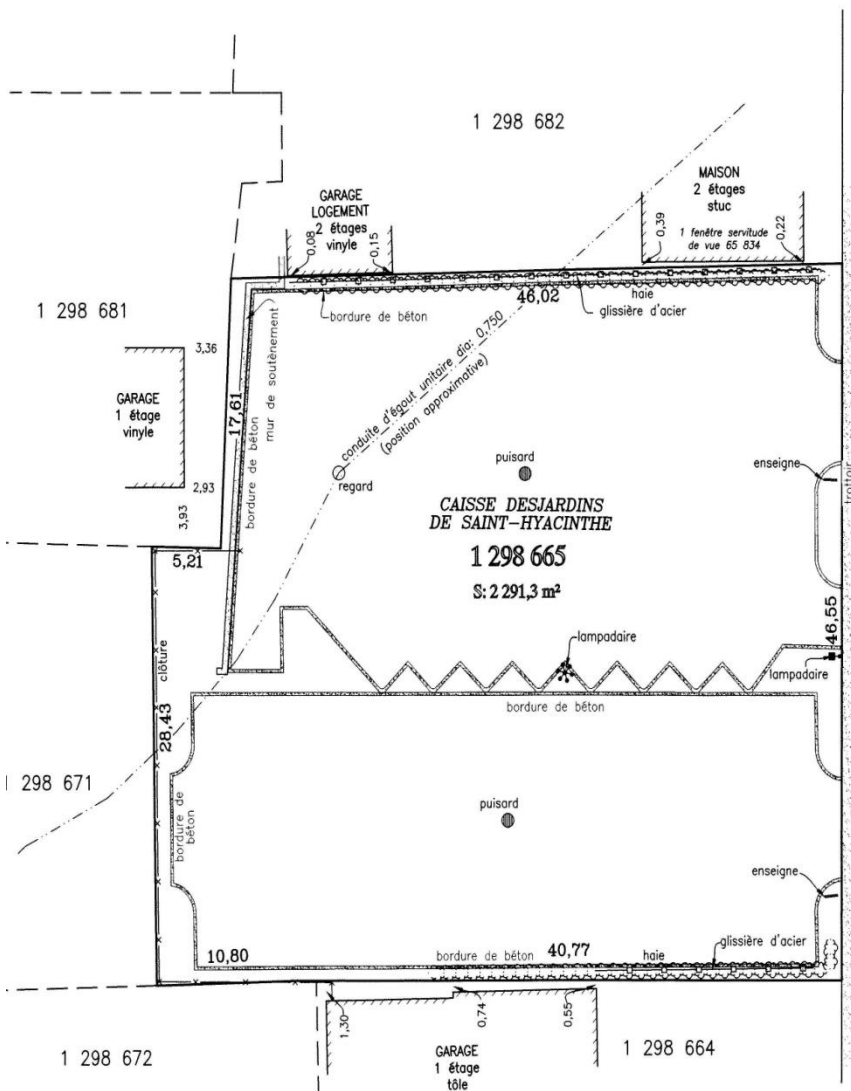 1 298 682
GARAGE
LOGEMENT
2 étages
vinyle
0,08
0,15
MAISON
2 étages
stuc
1 fenêtre servitude
de vue 65 834
0,39
0,22
46,02
haie
glissière d'acier
bordure de béton
1 298 681
mur de soutènement
3,36
GARAGE
1 étage
vinyle
17,61
bordure de béton
conduite d'égout unitaire dia: 0,750
(position approximative)
2,93
3,93
regard
puisard
enseigne
trottoir
CAISSE DESJARDINS
DE SAINT-HYACINTHE
1 298 665
S: 2 291,3 m²
5,21
46,55
lampadaire
lampadaire
clôture
28,43
bordure de béton
298 671
bordure de
béton
puisard
enseigne
10,80
bordure de béton
40,77
haie
glissière d'acier
1,30
0,74
0,55
1 298 672
GARAGE
1 étage
tôle
1 298 664